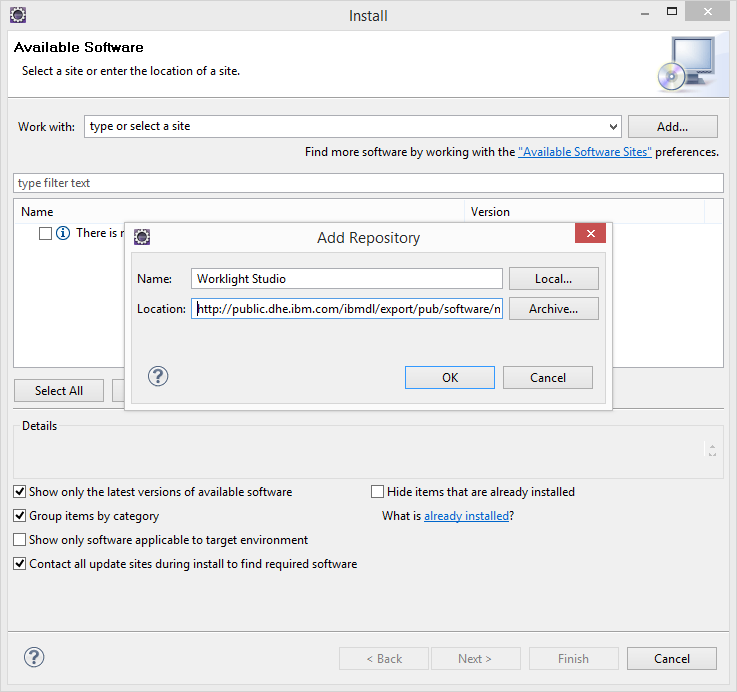 Install
Available Software
Select a site or enter the location of a site.
Work with: type or select a site Add...
Find more software by working with the "Available Software Sites" preferences.
type filter text
Name Version
There is
Add Repository
Name: Worklight Studio Local...
Location: http://public.dhe.ibm.com/ibmdl/export/pub/software/n Archive...
OK Cancel
Select All
Details
Show only the latest versions of available software Hide items that are already installed
Group items by category What is already installed?
Show only software applicable to target environment
Contact all update sites during install to find required software
< Back Next > Finish Cancel